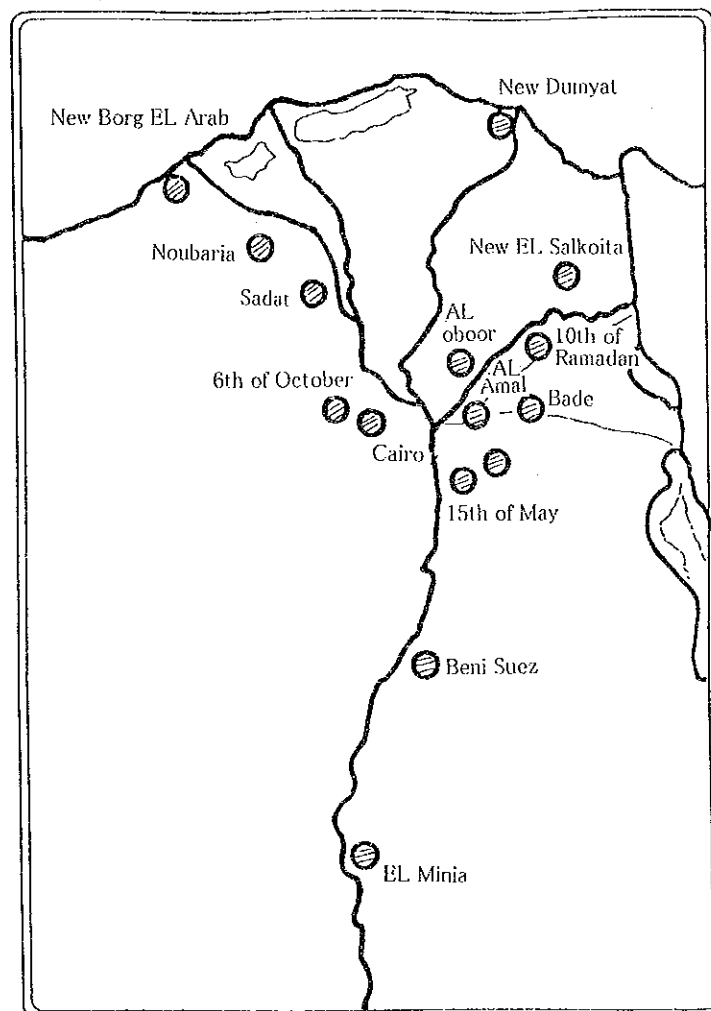 New Dumyat
New Borg EL Arab
Noubaria
New EL Salkoita
Sadat
AL
oboor
10th of
Ramadan
AL
Amal
6th of October
Bade
Cairo
15th of May
Beni Suez
EL Minia